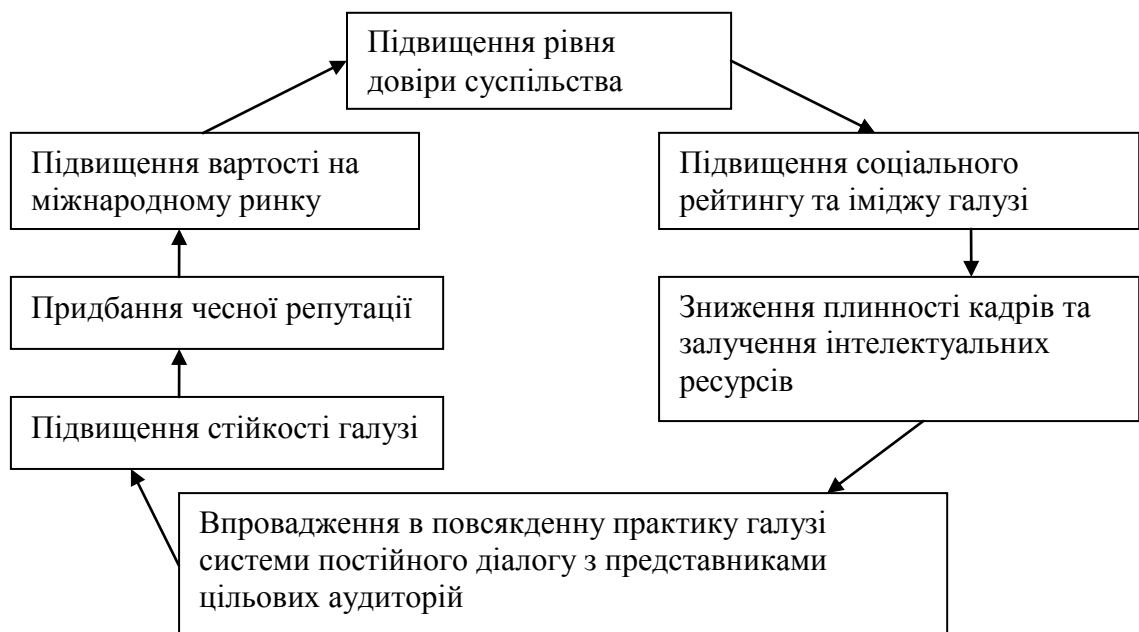 Підвищення рівня
довіри суспільства
Підвищення вартості на
міжнародному ринку
Підвищення соціального
рейтингу та іміджу галузі
Придбання чесної репутації
Зниження плинності кадрів та
залучення інтелектуальних
ресурсів
Підвищення стійкості галузі
Впровадження в повсякденну практику галузі
системи постійного діалогу з представниками
цільових аудиторій